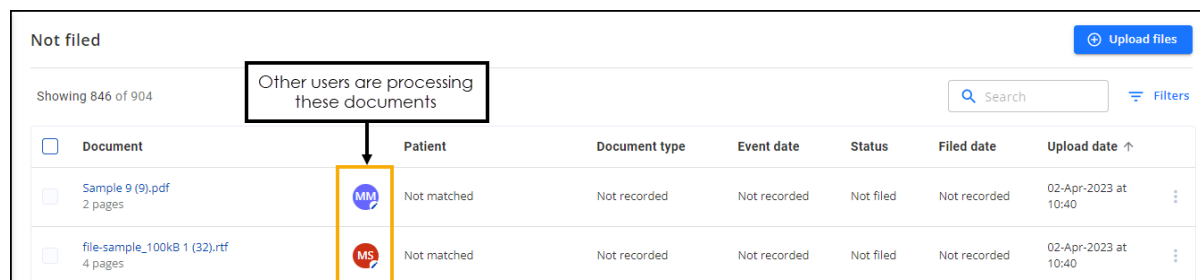 Not filed
Upload files
Other users are processing
these documents
Showing 846 of 904
Search
Filters
Document Patient Document type Event date Status Filed date Upload date ↑
Sample 9 (9).pdf
2 pages
MM
Not matched Not recorded Not recorded Not filed Not recorded
02-Apr-2023 at
10:40
file-sample_100kB 1 (32).rtf
4 pages
MS
Not matched Not recorded Not recorded Not filed Not recorded
02-Apr-2023 at
10:40